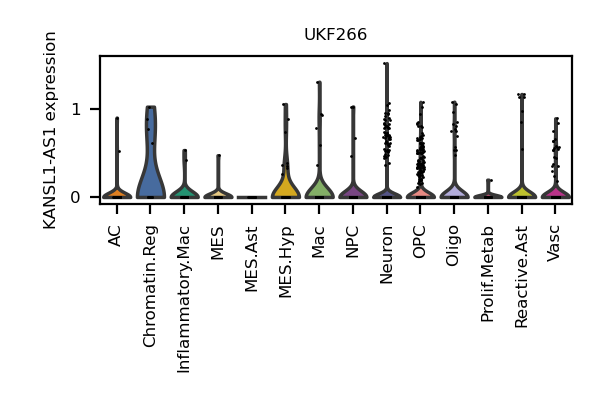 UKF266
KANSL1-AS1 expression
1
0
AC
Chromatin.Reg
Inflammatory.Mac
MES
MES.Ast
MES.Hyp
Mac
NPC
Neuron
OPC
Oligo
Prolif.Metab
Reactive.Ast
Vasc